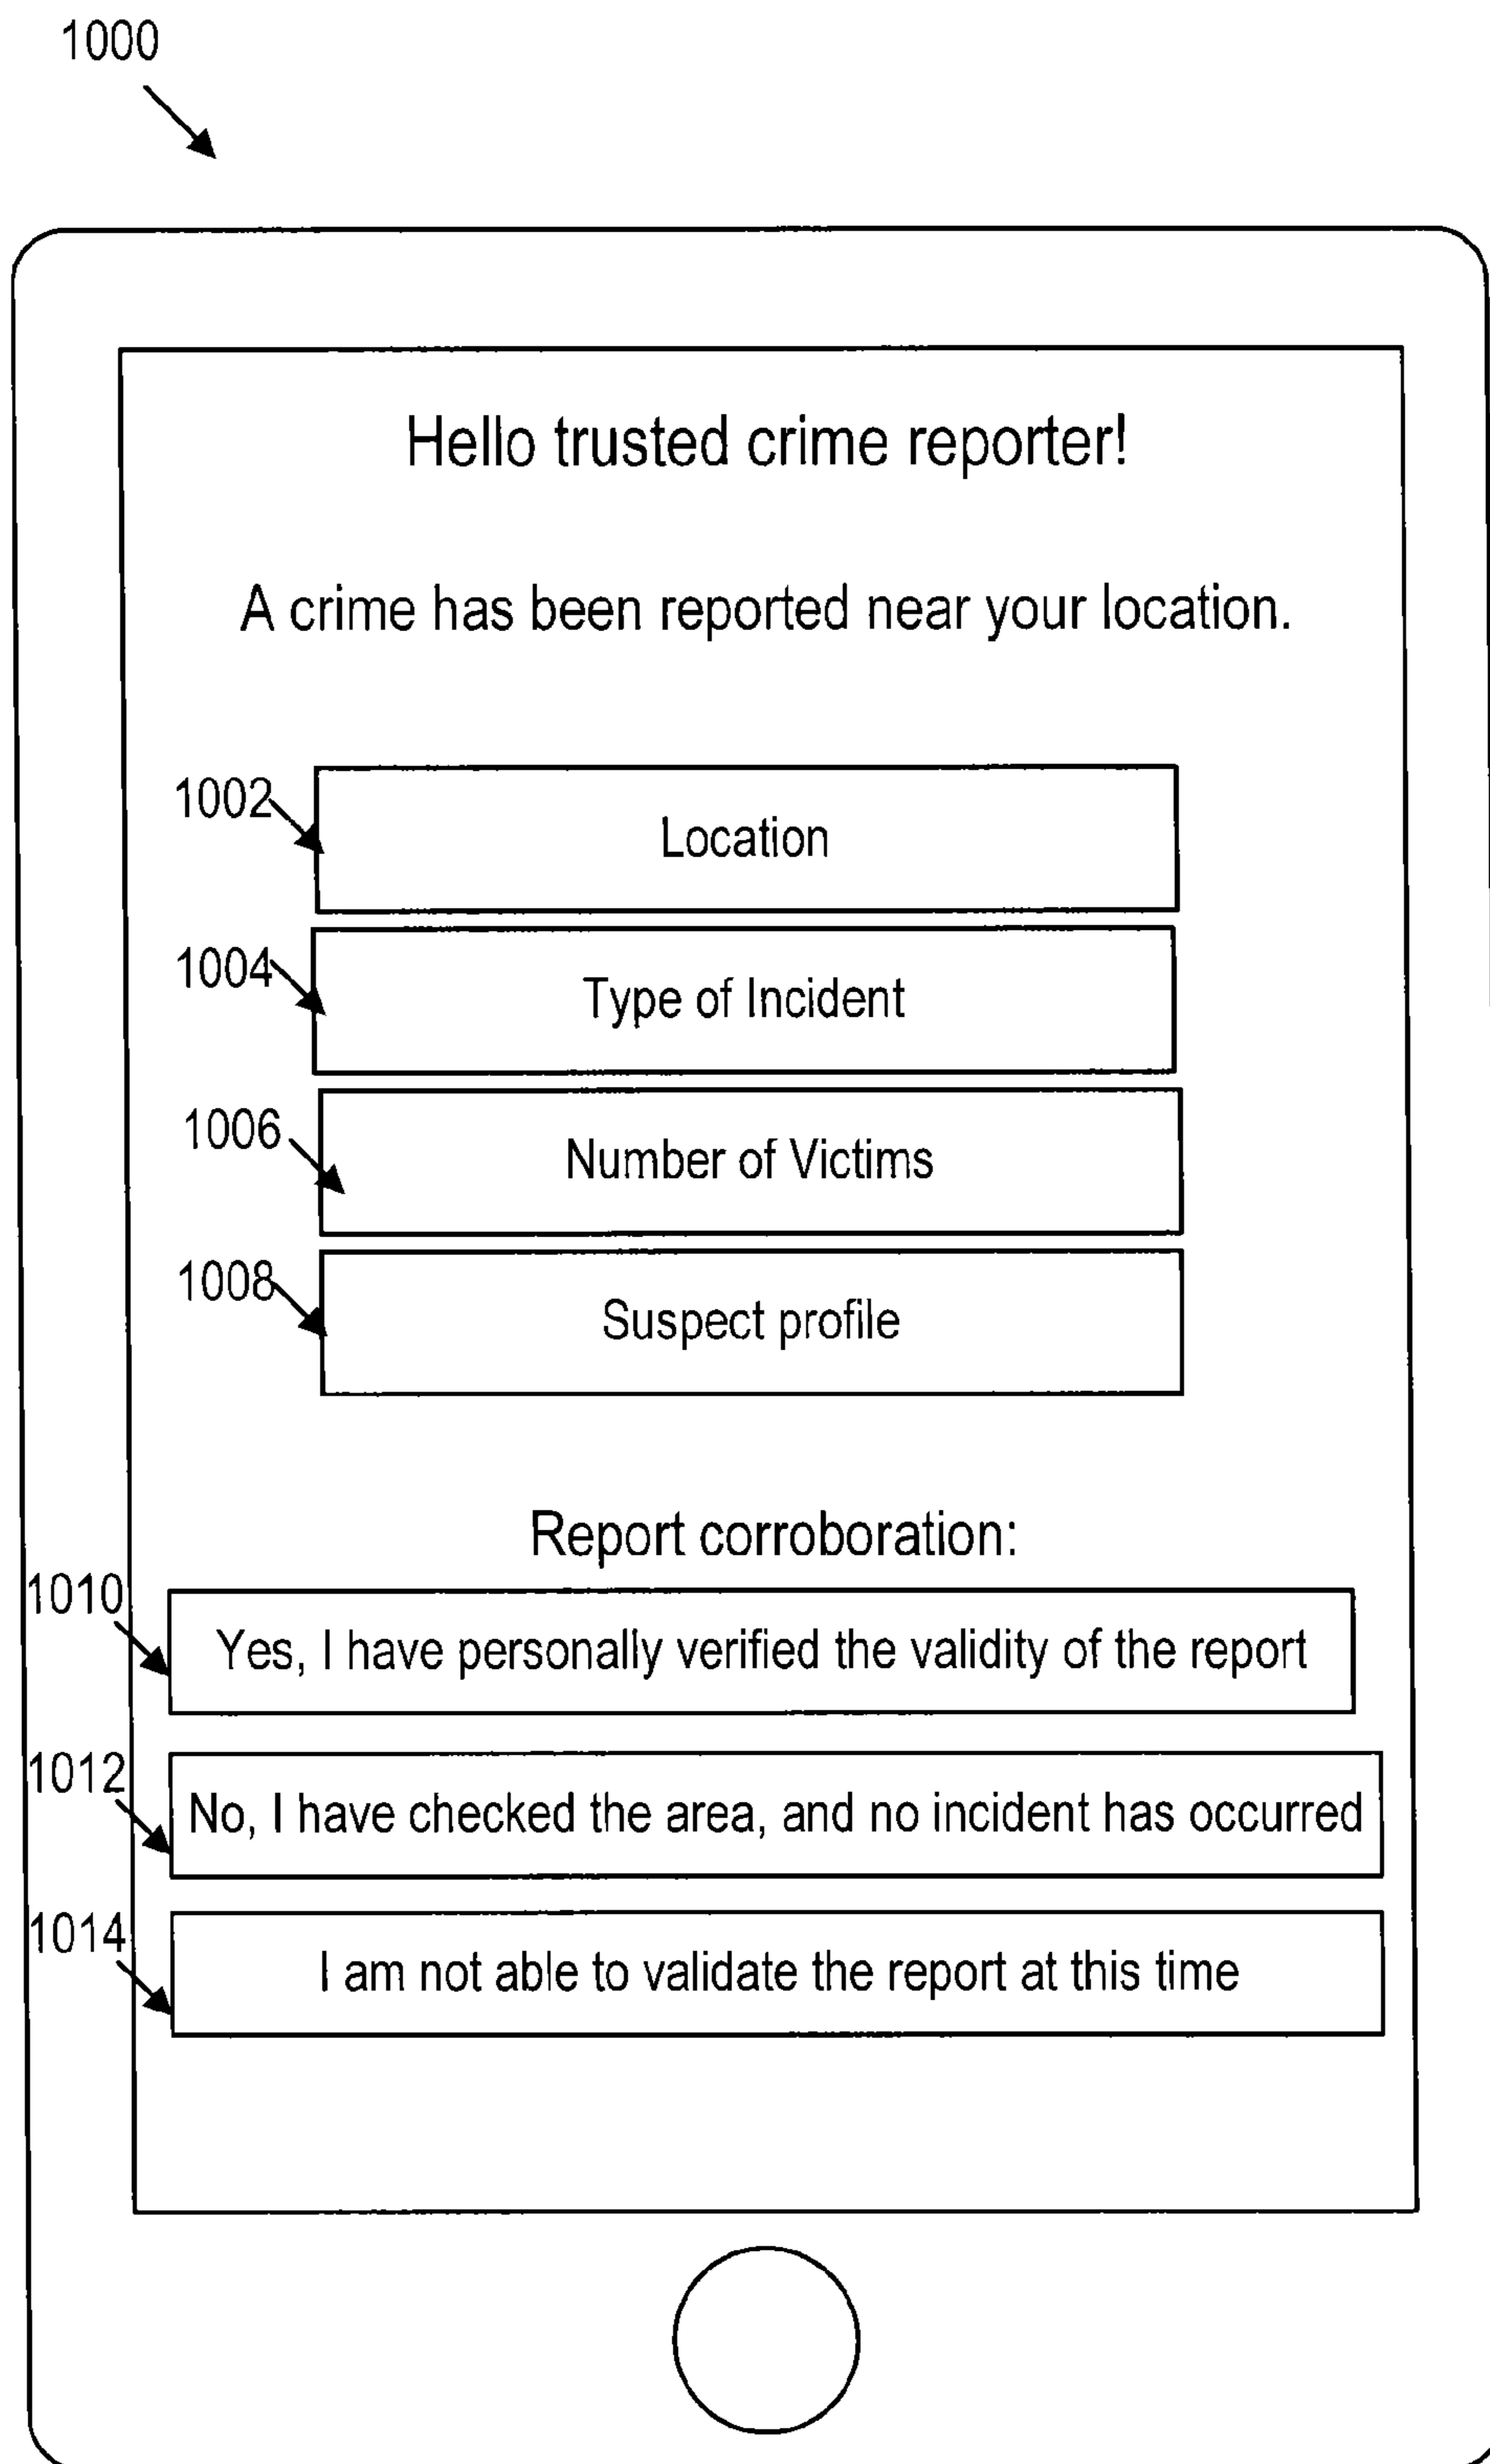 1000
Hello trusted crime reporter!
A crime has been reported near your location.
1002
Location
1004
Type of Incident
1006
Number of Victims
1008
Suspect profile
Report corroboration:
1010
Yes, I have personally verified the validity of the report
1012
No, I have checked the area, and no incident has occurred
1014
I am not able to validate the report at this time